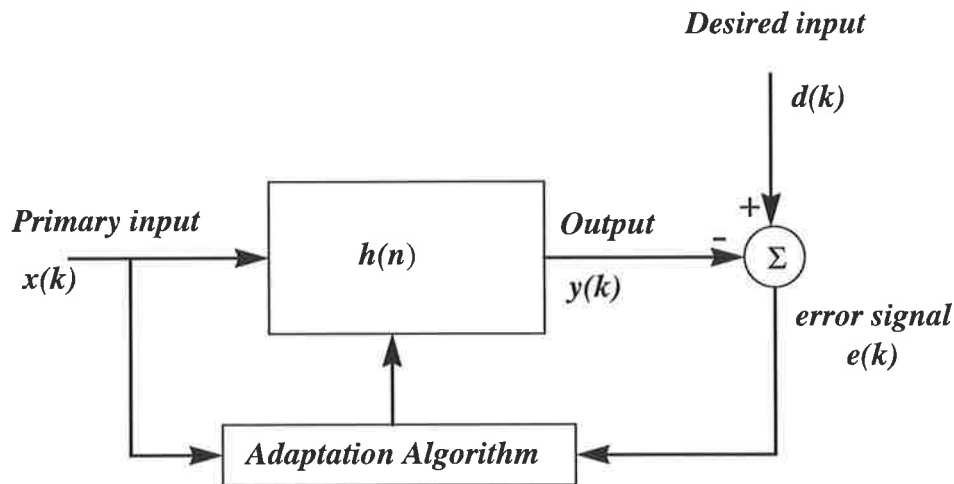 Desired input
d(k)
+
Primary input
Output
-
Σ
h(n)
x(k)
y(k)
error signal
e(k)
Adaptation Algorithm